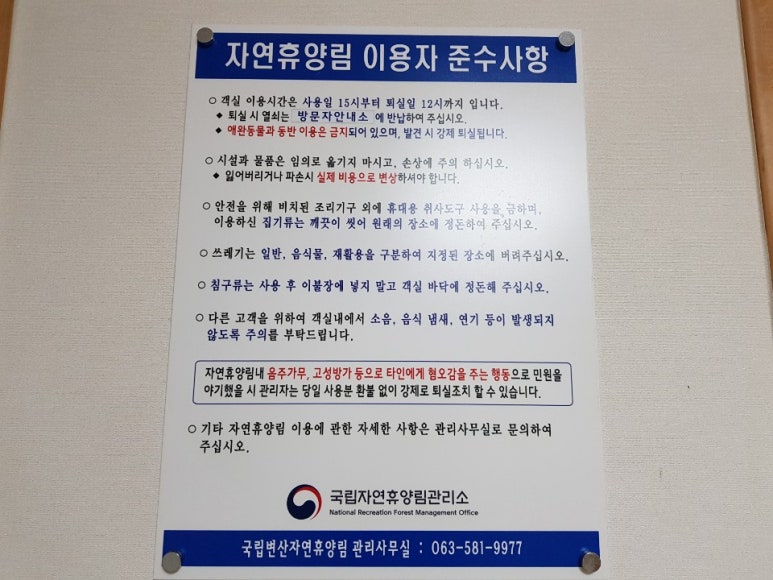 자연휴양림 이용자 준수사항
○ 객실 이용시간은 사용일 15시부터 퇴실일 12시까지 입니다.
◆ 퇴실 시 열쇠는 방문자안내소 에 반납하여 주십시오.
◆ 애완동물과 동반 이용은 금지되어 있으며, 발견 시 강제 퇴실됩니다.
○ 시설과 물품은 임의로 옮기지 마시고, 손상에 주의 하십시오.
◆ 잃어버리거나 파손시 실제 비용으로 변상하셔야 합니다.
○ 안전을 위해 비치된 조리기구 외에 휴대용 취사도구 사용을 금하며,
이용하신 집기류는 깨끗이 씻어 원래의 장소에 정돈하여 주십시오.
○ 쓰레기는 일반, 음식물, 재활용을 구분하여 지정된 장소에 버려주십시오.
○ 침구류는 사용 후 이불장에 넣지 말고 객실 바닥에 정돈해 주십시오.
○ 다른 고객을 위하여 객실내에서 소음, 음식 냄새, 연기 등이 발생되지
않도록 주의를 부탁드립니다.
자연휴양림내 음주가무, 고성방가 등으로 타인에게 혐오감을 주는 행동으로 민원을
야기했을 시 관리자는 당일 사용분 환불 없이 강제로 퇴실조치 할 수 있습니다.
○ 기타 자연휴양림 이용에 관한 자세한 사항은 관리사무실로 문의하여
주십시오.
국립자연휴양림관리소
National Recreation Forest Management Office
국립변산자연휴양림 관리사무실 : 063-581-9977